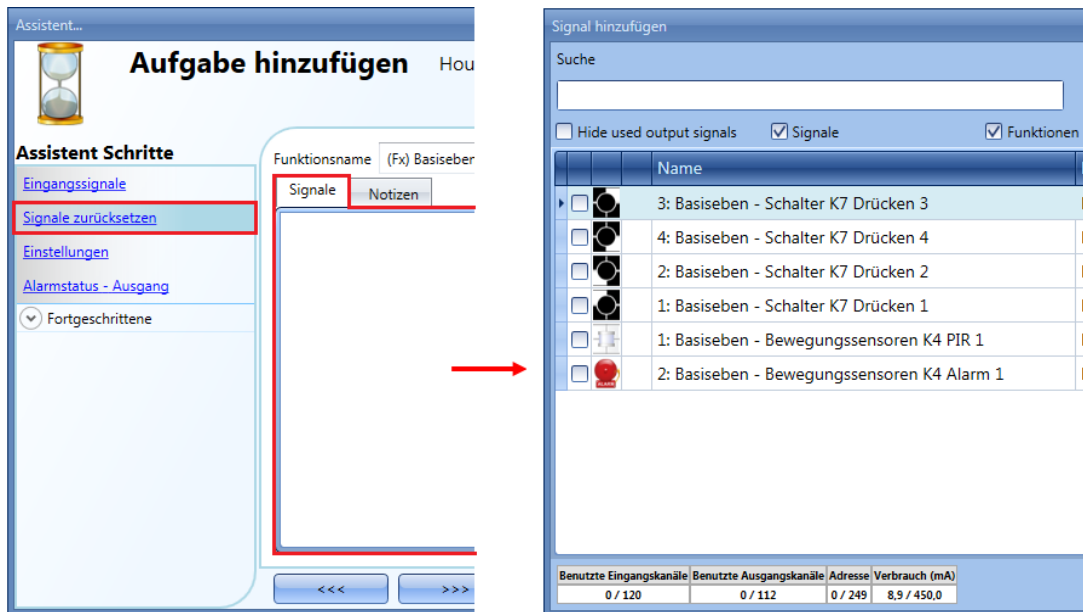 Assistent...
Aufgabe hinzufügen Hou
Assistent Schritte
Eingangssignale
Signale zurücksetzen
Einstellungen
Alarmstatus - Ausgang
Fortgeschrittene
Funktionsname (Fx) Basiseben
Signale Notizen
<<< >>>
Signal hinzufügen
Suche
Hide used output signals Signale Funktionen
Name
3: Basiseben - Schalter K7 Drücken 3
4: Basiseben - Schalter K7 Drücken 4
2: Basiseben - Schalter K7 Drücken 2
1: Basiseben - Schalter K7 Drücken 1
1: Basiseben - Bewegungssensoren K4 PIR 1
2: Basiseben - Bewegungssensoren K4 Alarm 1
Benutzte Eingangskanäle Benutzte Ausgangskanäle Adresse Verbrauch (mA)
0 / 120 0 / 112 0 / 249 8,9 / 450,0